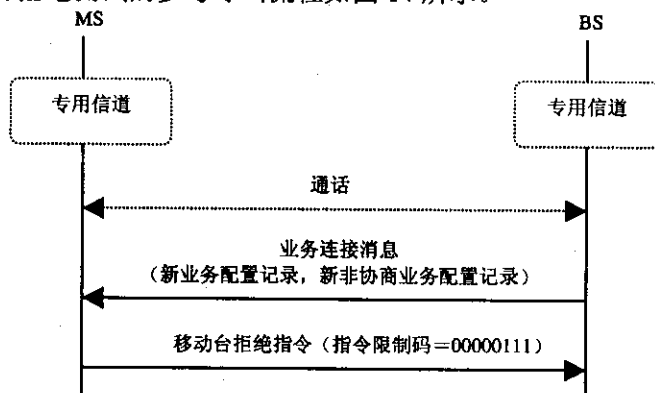 MS
BS
专用信道
专用信道
通话
业务连接消息
（新业务配置记录，新非协商业务配置记录）
移动台拒绝指令（指令限制码＝00000111）